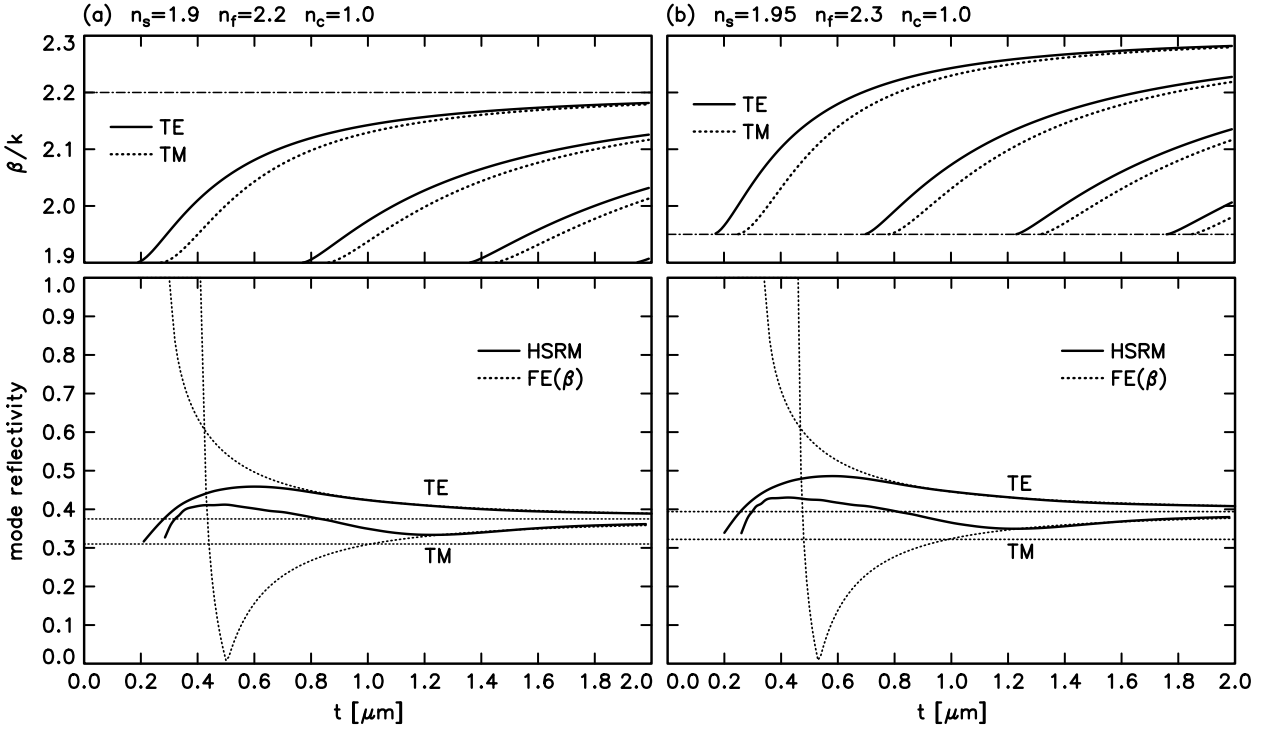 (a) nₛ=1.9 n_f=2.2 n_c=1.0
(b) nₛ=1.95 n_f=2.3 n_c=1.0
2.3
2.2
2.1
2.0
1.9
β/k
TE
TM
TE
TM
1.0
0.9
0.8
0.7
0.6
0.5
0.4
0.3
0.2
0.1
0.0
mode reflectivity
HSRM
FE(β)
TE
TM
HSRM
FE(β)
TE
TM
0.0 0.2 0.4 0.6 0.8 1.0 1.2 1.4 1.6 1.8 2.0
0.0 0.2 0.4 0.6 0.8 1.0 1.2 1.4 1.6 1.8 2.0
t [μm]
t [μm]